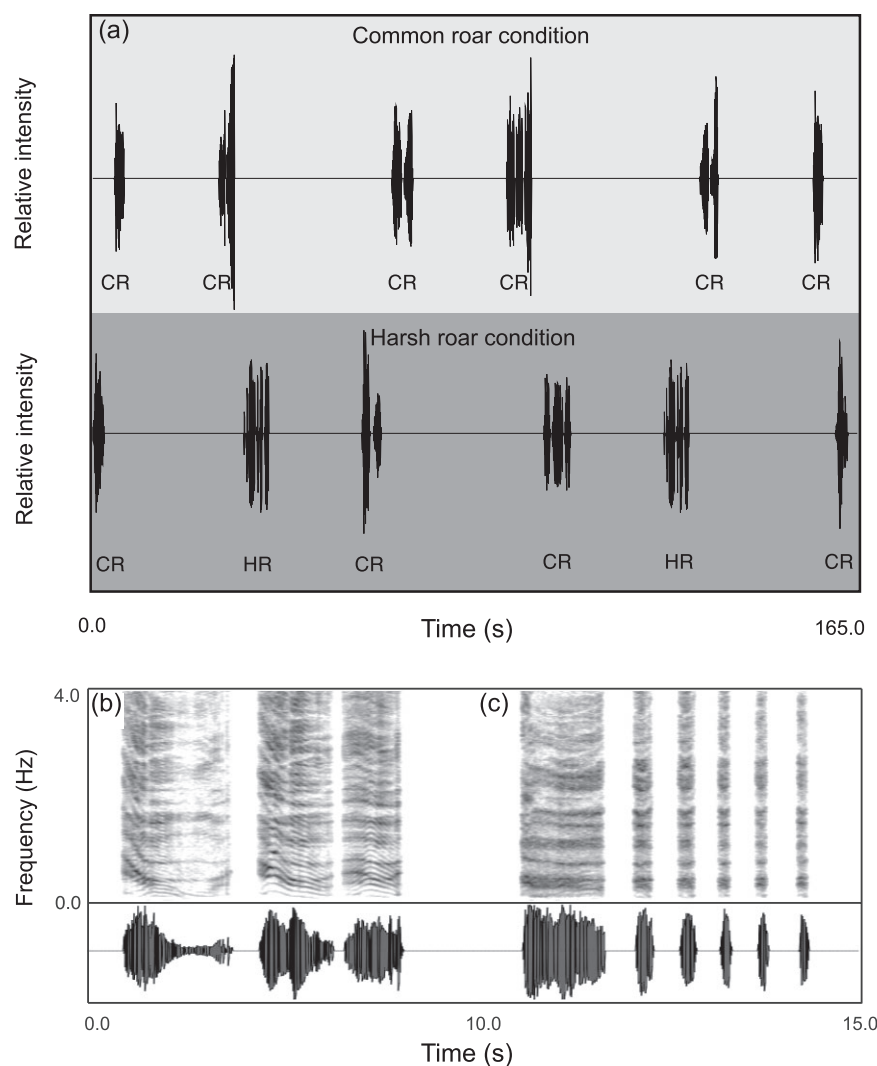 (a)
Common roar condition
Relative intensity
CR CR CR CR CR CR
Harsh roar condition
Relative intensity
CR HR CR CR HR CR
0.0 Time (s) 165.0
4.0
(b) (c)
Frequency (Hz)
0.0
0.0 10.0 15.0
Time (s)